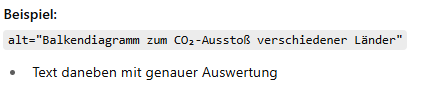 Beispiel:
alt="Balkendiagramm zum CO₂-Ausstoß verschiedener Länder"
• Text daneben mit genauer Auswertung